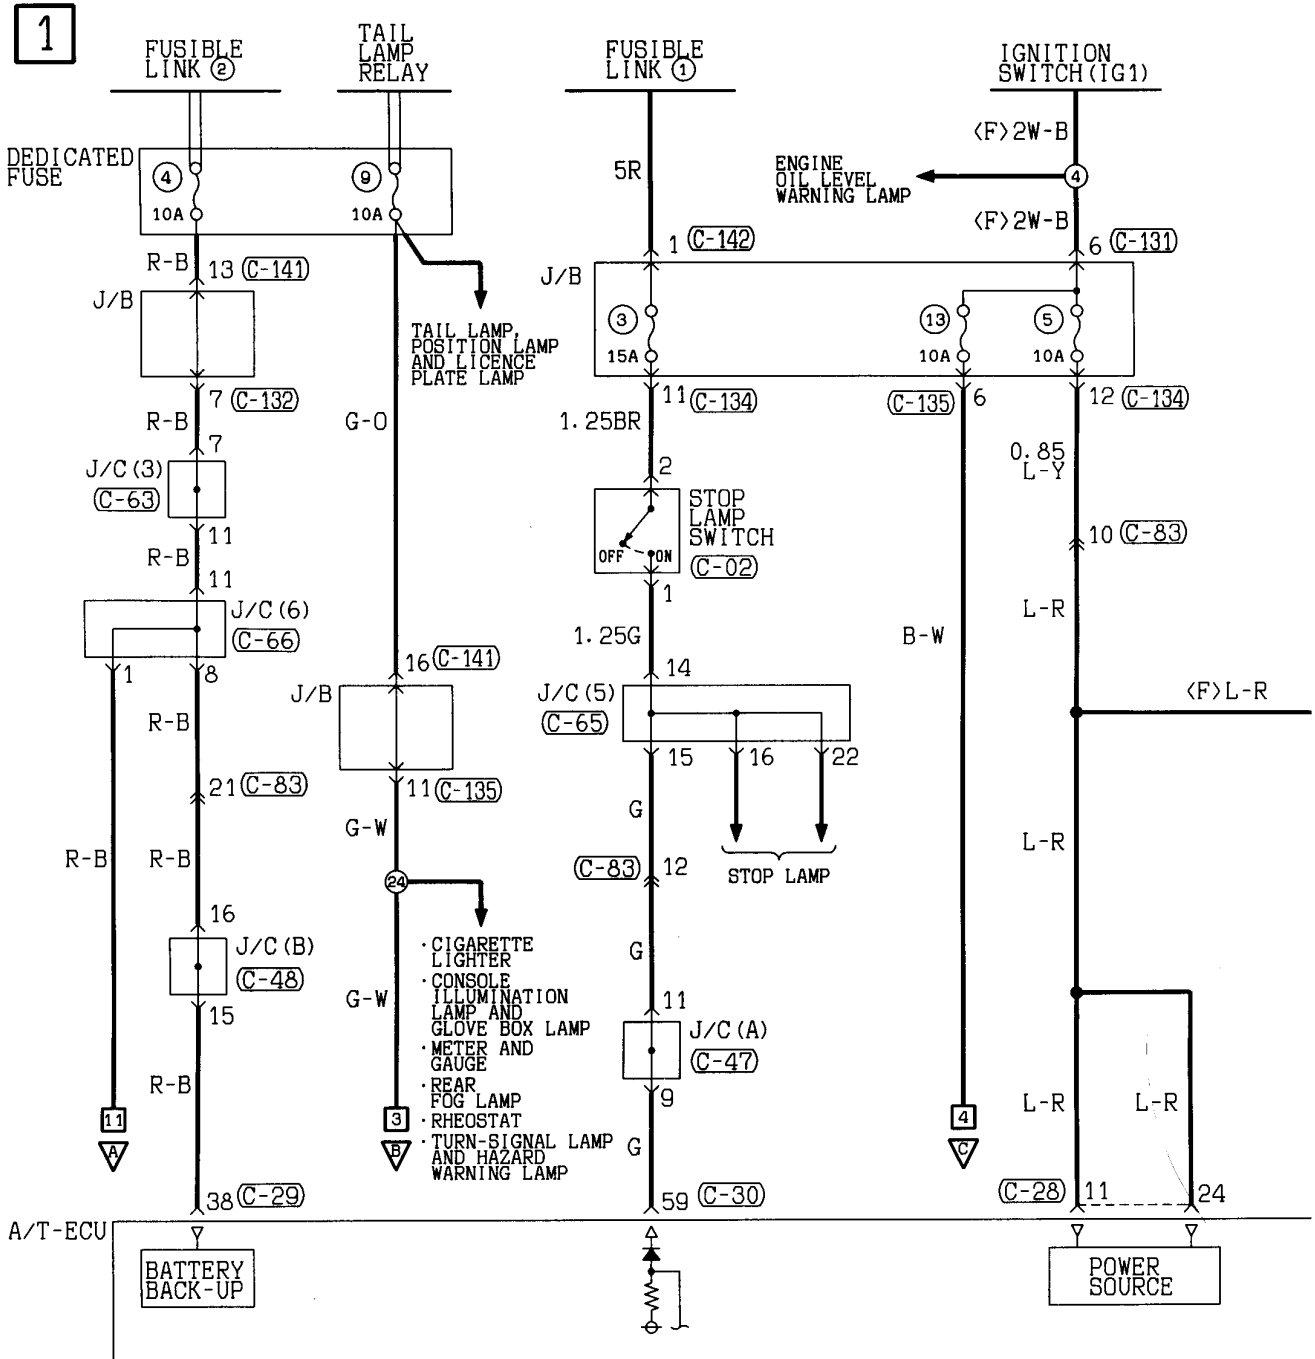 1
FUSIBLE
LINK ②
TAIL
LAMP
RELAY
FUSIBLE
LINK ①
IGNITION
SWITCH(IG1)
<F>2W-B
5R
ENGINE
OIL LEVEL
WARNING LAMP
4
<F>2W-B
DEDICATED
FUSE
4
10A
9
10A
R-B
13 C-141
1 C-142
6 C-131
J/B
J/B
3
15A
13
10A
5
10A
TAIL LAMP,
POSITION LAMP
AND LICENCE
PLATE LAMP
7 C-132
11 C-134
C-135 6
12 C-134
R-B
G-O
1.25BR
0.85
L-Y
7
J/C(3)
C-63
2
STOP
LAMP
SWITCH
OFF ON
C-02
10 C-83
11
R-B
11
1
J/C(6)
C-66
L-R
1.25G
B-W
1
8
16 C-141
14
J/B
J/C(5)
C-65
<F>L-R
R-B
15
16
22
21 C-83
11 C-135
G
G-W
L-R
R-B
R-B
C-83 12
STOP LAMP
24
16
J/C(B)
C-48
·CIGARETTE
LIGHTER
·CONSOLE
ILLUMINATION
LAMP AND
GLOVE BOX LAMP
·METER AND
GAUGE
·REAR
FOG LAMP
·RHEOSTAT
·TURN-SIGNAL LAMP
AND HAZARD
WARNING LAMP
G
G-W
11
15
J/C(A)
C-47
R-B
9
L-R
L-R
11
A
3
B
G
4
C
38 C-29
59 C-30
C-28 11
24
A/T-ECU
BATTERY
BACK-UP
POWER
SOURCE